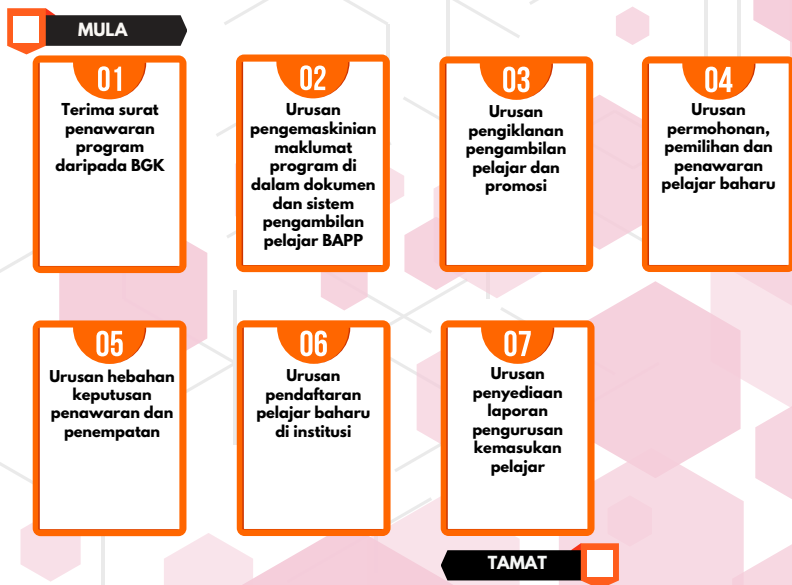 MULA
01
Terima surat
penawaran
program
daripada BGK
02
Urusan
pengemaskinian
maklumat
program di
dalam dokumen
dan sistem
pengambilan
pelajar BAPP
03
Urusan
pengiklanan
pengambilan
pelajar dan
promosi
04
Urusan
permohonan,
pemilihan dan
penawaran
pelajar baharu
05
Urusan hebahan
keputusan
penawaran dan
penempatan
06
Urusan
pendaftaran
pelajar baharu
di institusi
07
Urusan
penyediaan
laporan
pengurusan
kemasukan
pelajar
TAMAT